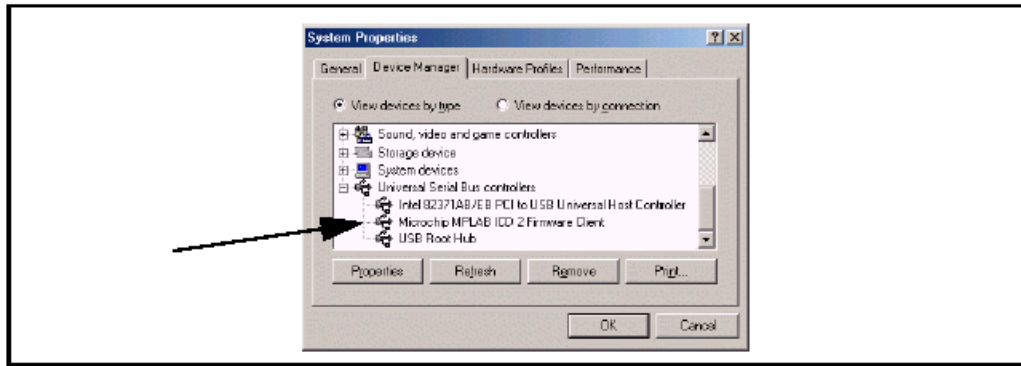 System Properties
General Device Manager Hardware Profiles Performance
View devices by type View devices by connection
Sound, video and game controllers
Storage device
System devices
Universal Serial Bus controllers
Intel 82371AB/EB PCI to USB Universal Host Controller
Microchip MPLAB ICD 2 Firmware Client
USB Root Hub
Properties Refresh Remove Print...
OK Cancel